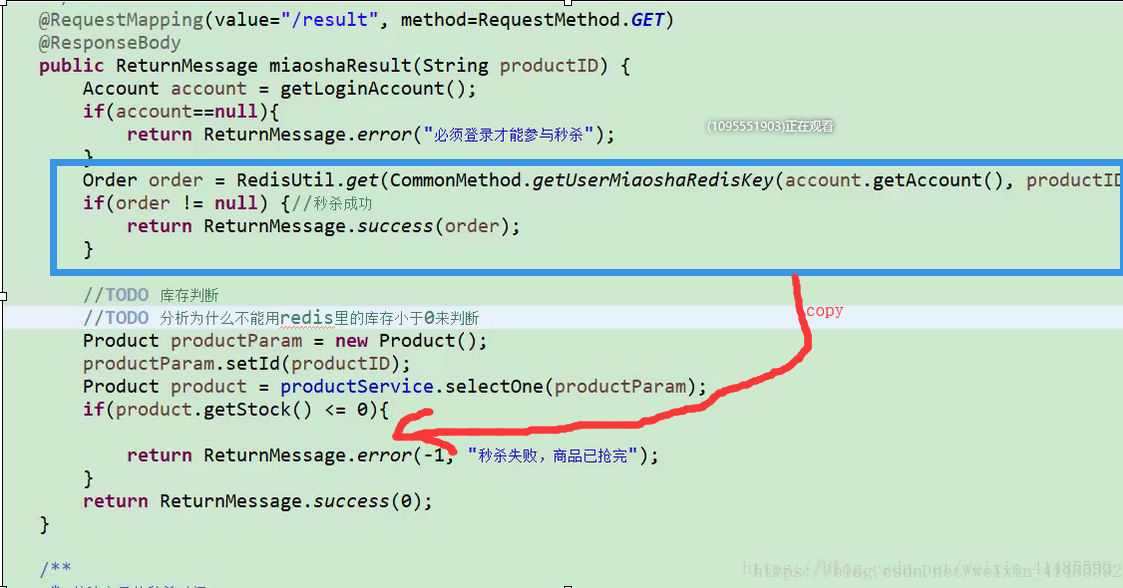 @RequestMapping(value="/result", method=RequestMethod.GET)
@ResponseBody
public ReturnMessage miaoshaResult(String productID) {
Account account = getLoginAccount();
if(account==null){
return ReturnMessage.error("必须登录才能参与秒杀");
(1095551903)正在观看
}
Order order = RedisUtil.get(CommonMethod.getUserMiaoshaRedisKey(account.getAccount(), productID
if(order != null) {//秒杀成功
return ReturnMessage.success(order);
}
//TODO 库存判断
//TODO 分析为什么不能用redis里的库存小于0来判断
copy
Product productParam = new Product();
productParam.setId(productID);
Product product = productService.selectOne(productParam);
if(product.getStock() <= 0){
return ReturnMessage.error(-1, "秒杀失败，商品已抢完");
}
return ReturnMessage.success(0);
}
/**
https://blog.csdn.net/weixin_41485592